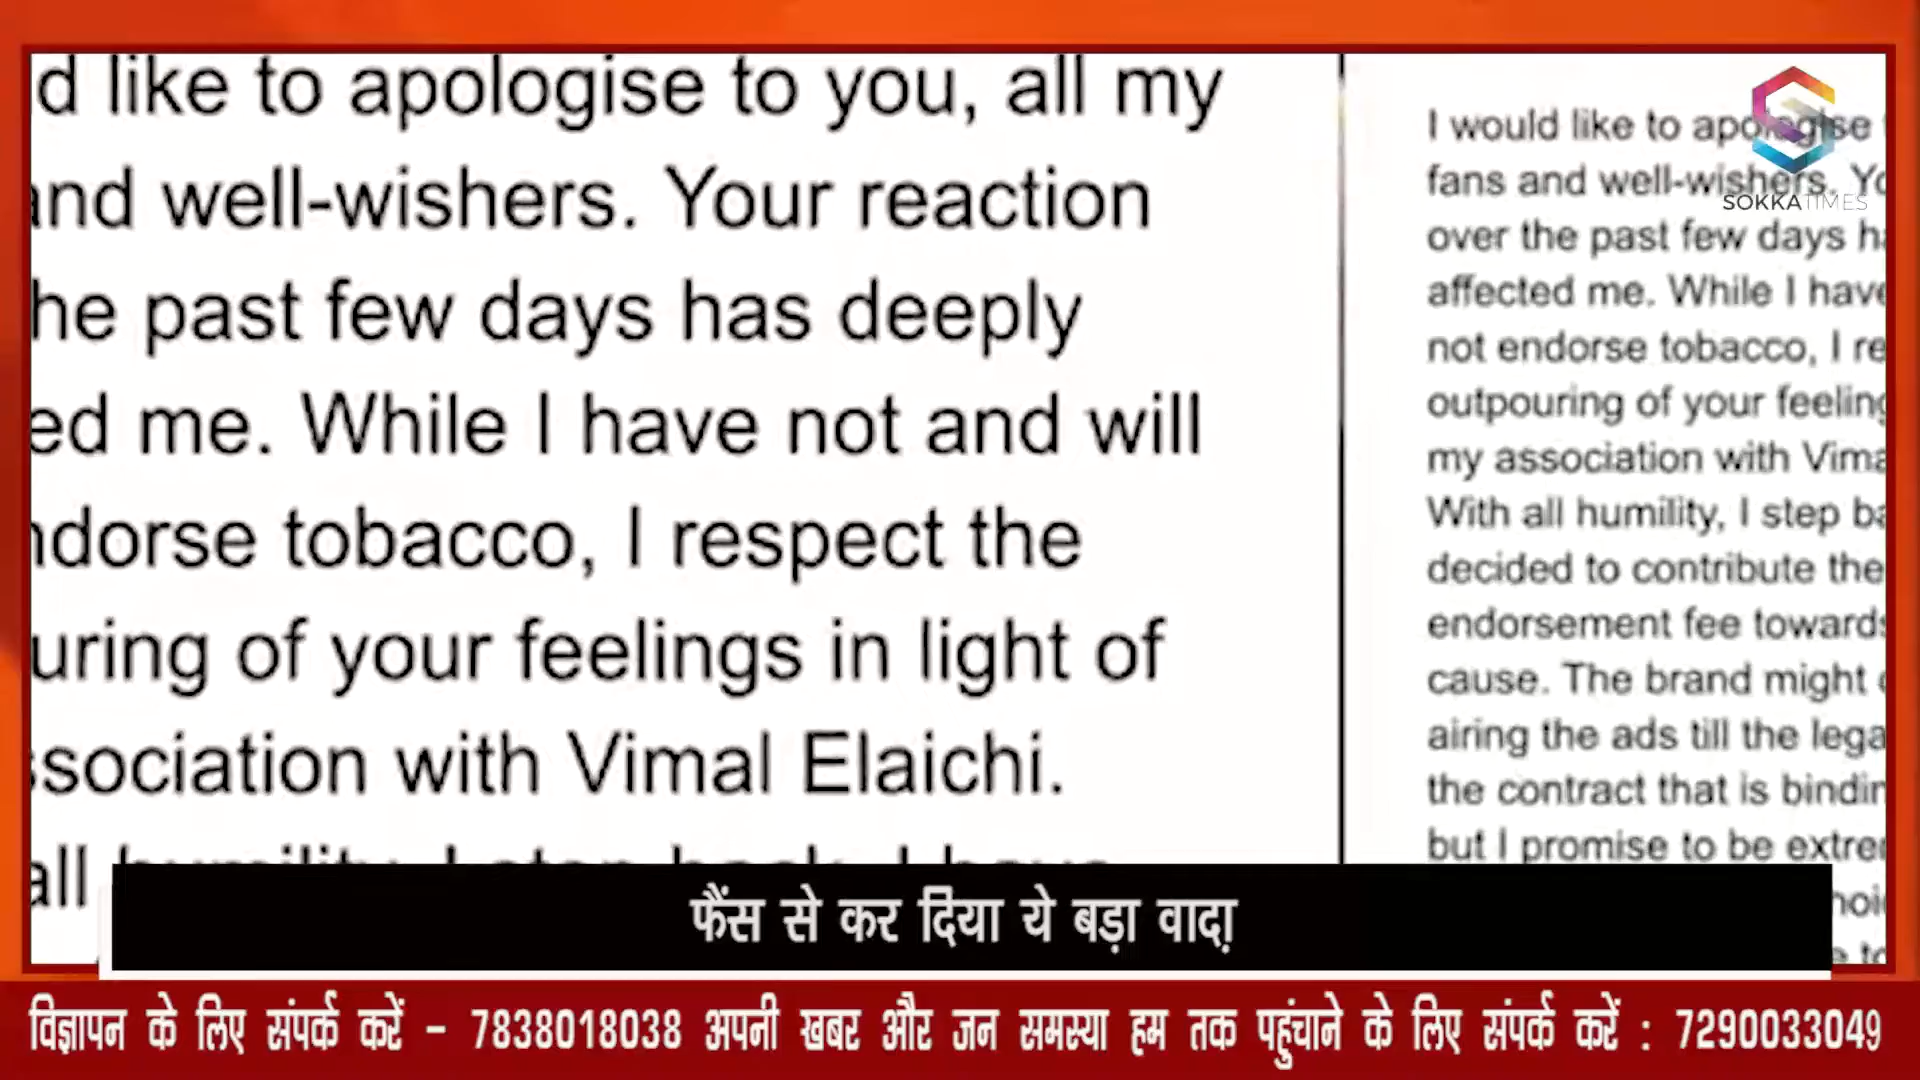 d like to apologise to you, all my
and well-wishers. Your reaction
he past few days has deeply
ed me. While I have not and will
ndorse tobacco, I respect the
uring of your feelings in light of
ssociation with Vimal Elaichi.
all humility, I step back. I have
I would like to apologise
fans and well-wishers. Yo
over the past few days ha
affected me. While I have
not endorse tobacco, I re
outpouring of your feeling
my association with Vima
With all humility, I step ba
decided to contribute the
endorsement fee towards
cause. The brand might
airing the ads till the lega
the contract that is bindin
but I promise to be extre
SOKKATIMES
फैंस से कर दिया ये बड़ा वादा़
विज्ञापन के लिए संपर्क करें - 7838018038 अपनी खबर और जन समस्या हम तक पहुंचाने के लिए संपर्क करें : 7290033049